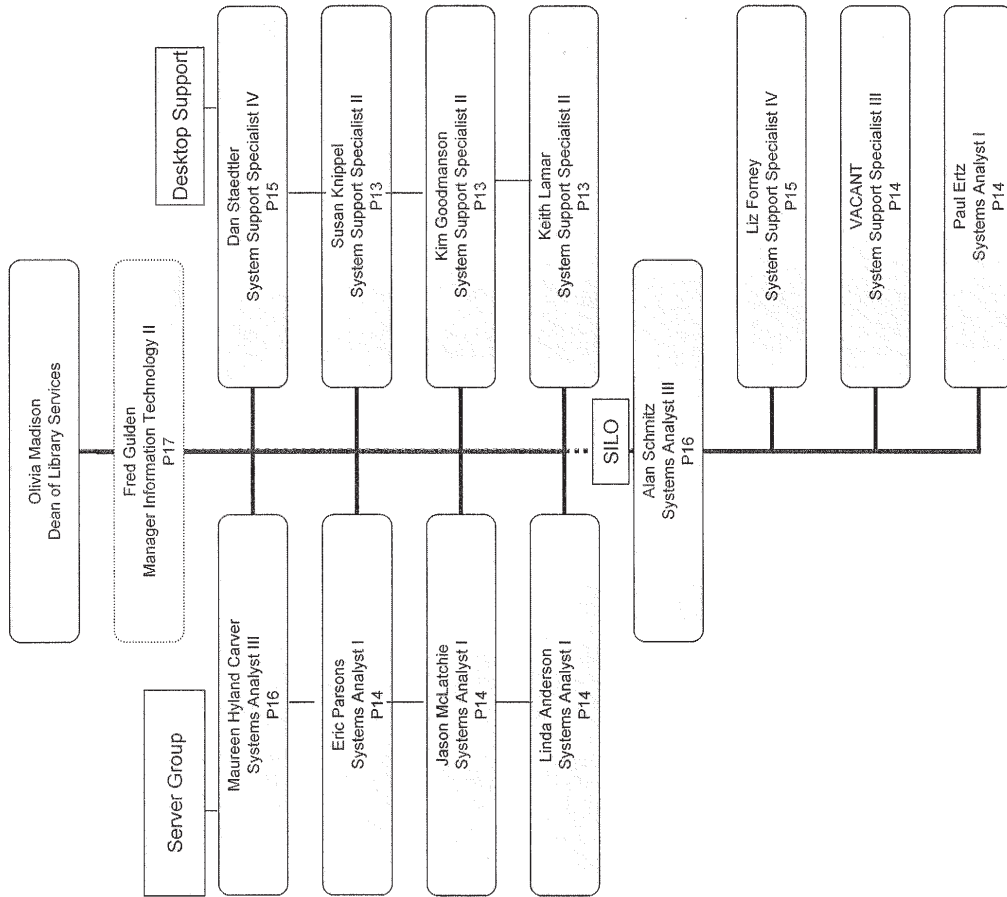 Olivia Madison
Dean of Library Services
Fred Gulden
Manager Information Technology II
P17
Server Group
Maureen Hyland Carver
Systems Analyst III
P16
Eric Parsons
Systems Analyst I
P14
Jason McLatchie
Systems Analyst I
P14
Linda Anderson
Systems Analyst I
P14
Desktop Support
Dan Staedtler
System Support Specialist IV
P15
Susan Knippel
System Support Specialist II
P13
Kim Goodmanson
System Support Specialist II
P13
Keith Lamar
System Support Specialist II
P13
SILO
Alan Schmitz
Systems Analyst III
P16
Liz Forney
System Support Specialist IV
P15
VACANT
System Support Specialist III
P14
Paul Ertz
Systems Analyst I
P14